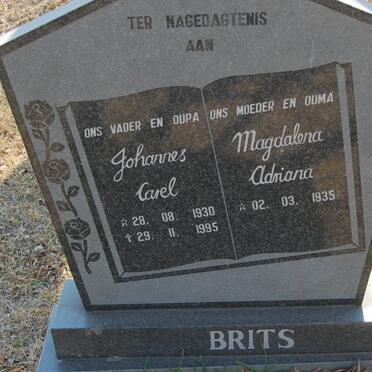 TER NAGEDAGTENIS
AAN
ONS VADER EN OUPA
Johannes
Carel
☆ 28. 08. 1930
✝ 29. 11. 1995
ONS MOEDER EN OUMA
Magdalena
Adriana
☆ 02. 03. 1935
BRITS